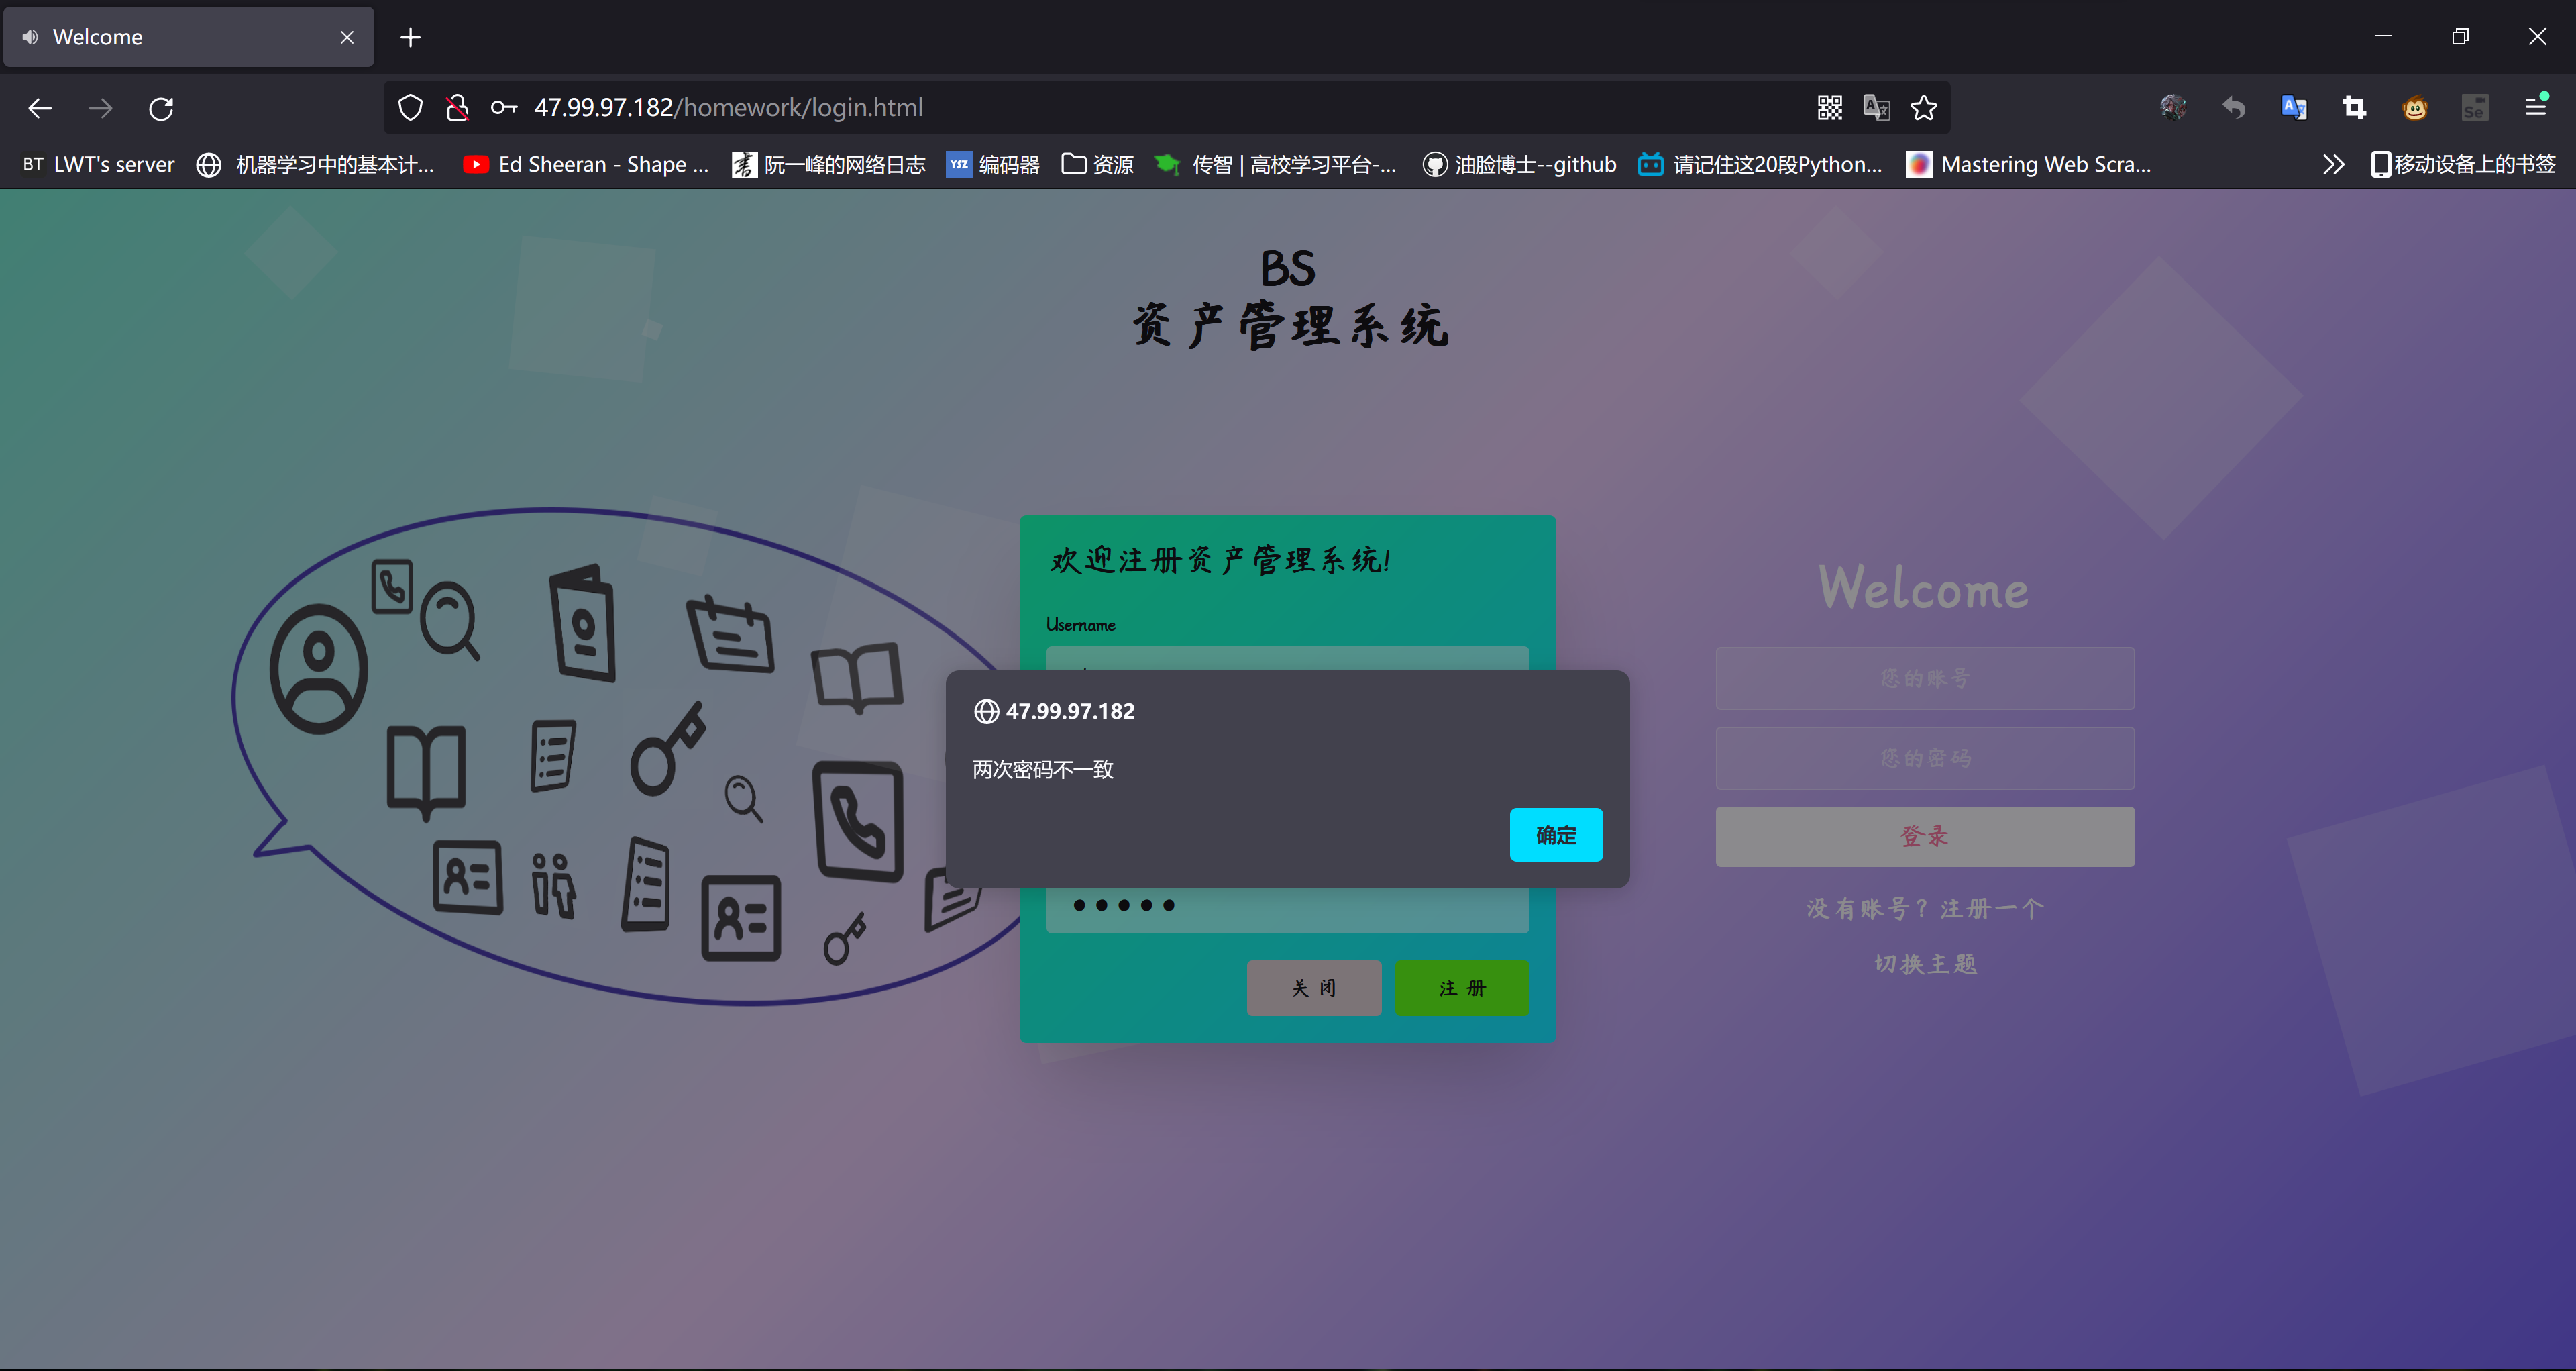 Welcome
47.99.97.182/homework/login.html
BT LWT's server
机器学习中的基本计...
Ed Sheeran - Shape ...
阮一峰的网络日志
YSZ 编码器
资源
传智 | 高校学习平台-...
油脸博士--github
请记住这20段Python...
Mastering Web Scra...
移动设备上的书签
BS
资产管理系统
欢迎注册资产管理系统!
Username
47.99.97.182
两次密码不一致
确定
关 闭
注 册
Welcome
您的账号
您的密码
登录
没有账号？注册一个
切换主题